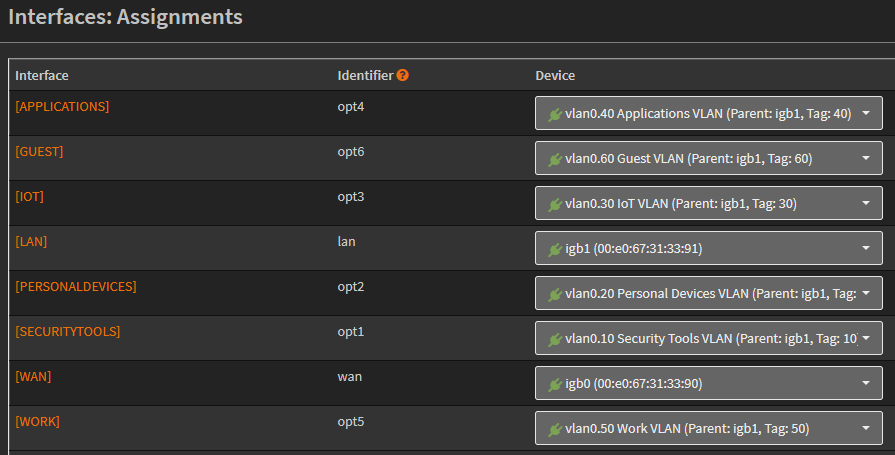 Interfaces: Assignments
Interface Identifier ? Device
[APPLICATIONS] opt4 vlan0.40 Applications VLAN (Parent: igb1, Tag: 40)
[GUEST] opt6 vlan0.60 Guest VLAN (Parent: igb1, Tag: 60)
[IOT] opt3 vlan0.30 IoT VLAN (Parent: igb1, Tag: 30)
[LAN] lan igb1 (00:e0:67:31:33:91)
[PERSONALDEVICES] opt2 vlan0.20 Personal Devices VLAN (Parent: igb1, Tag:
[SECURITYTOOLS] opt1 vlan0.10 Security Tools VLAN (Parent: igb1, Tag: 10)
[WAN] wan igb0 (00:e0:67:31:33:90)
[WORK] opt5 vlan0.50 Work VLAN (Parent: igb1, Tag: 50)